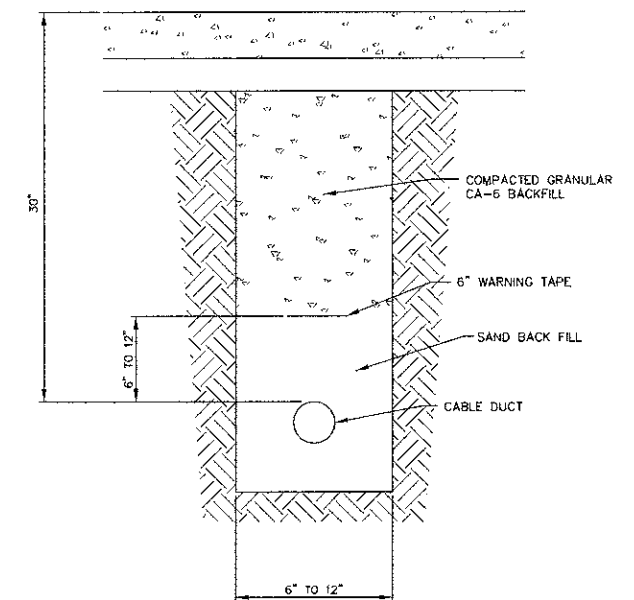 30"
COMPACTED GRANULAR
CA-6 BACKFILL
6" WARNING TAPE
6" TO 12"
SAND BACK FILL
CABLE DUCT
6" TO 12"